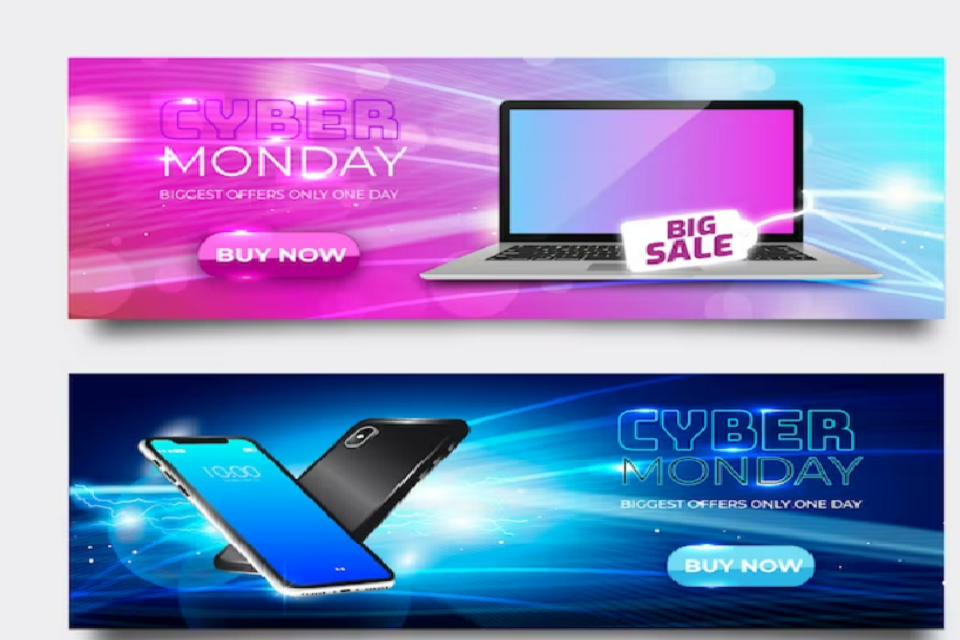 CYBER
MONDAY
BIGGEST OFFERS ONLY ONE DAY
BUY NOW
BIG
SALE
10:00
CYBER
MONDAY
BIGGEST OFFERS ONLY ONE DAY
BUY NOW